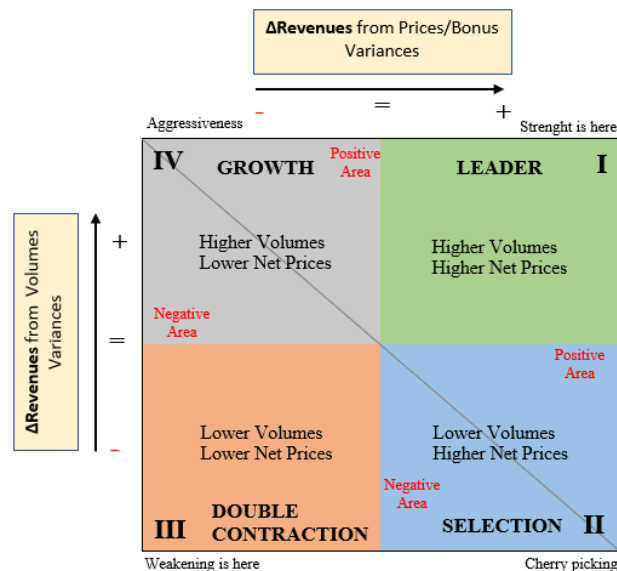 ΔRevenues from Prices/Bonus
Variances
- = +
Aggressiveness
Strenght is here
IV
GROWTH
Positive
Area
LEADER
I
ΔRevenues from Volumes
Variances
+
=
-
Higher Volumes
Lower Net Prices
Higher Volumes
Higher Net Prices
Negative
Area
Positive
Area
Lower Volumes
Lower Net Prices
Lower Volumes
Higher Net Prices
Negative
Area
III
DOUBLE
CONTRACTION
SELECTION
II
Weakening is here
Cherry picking